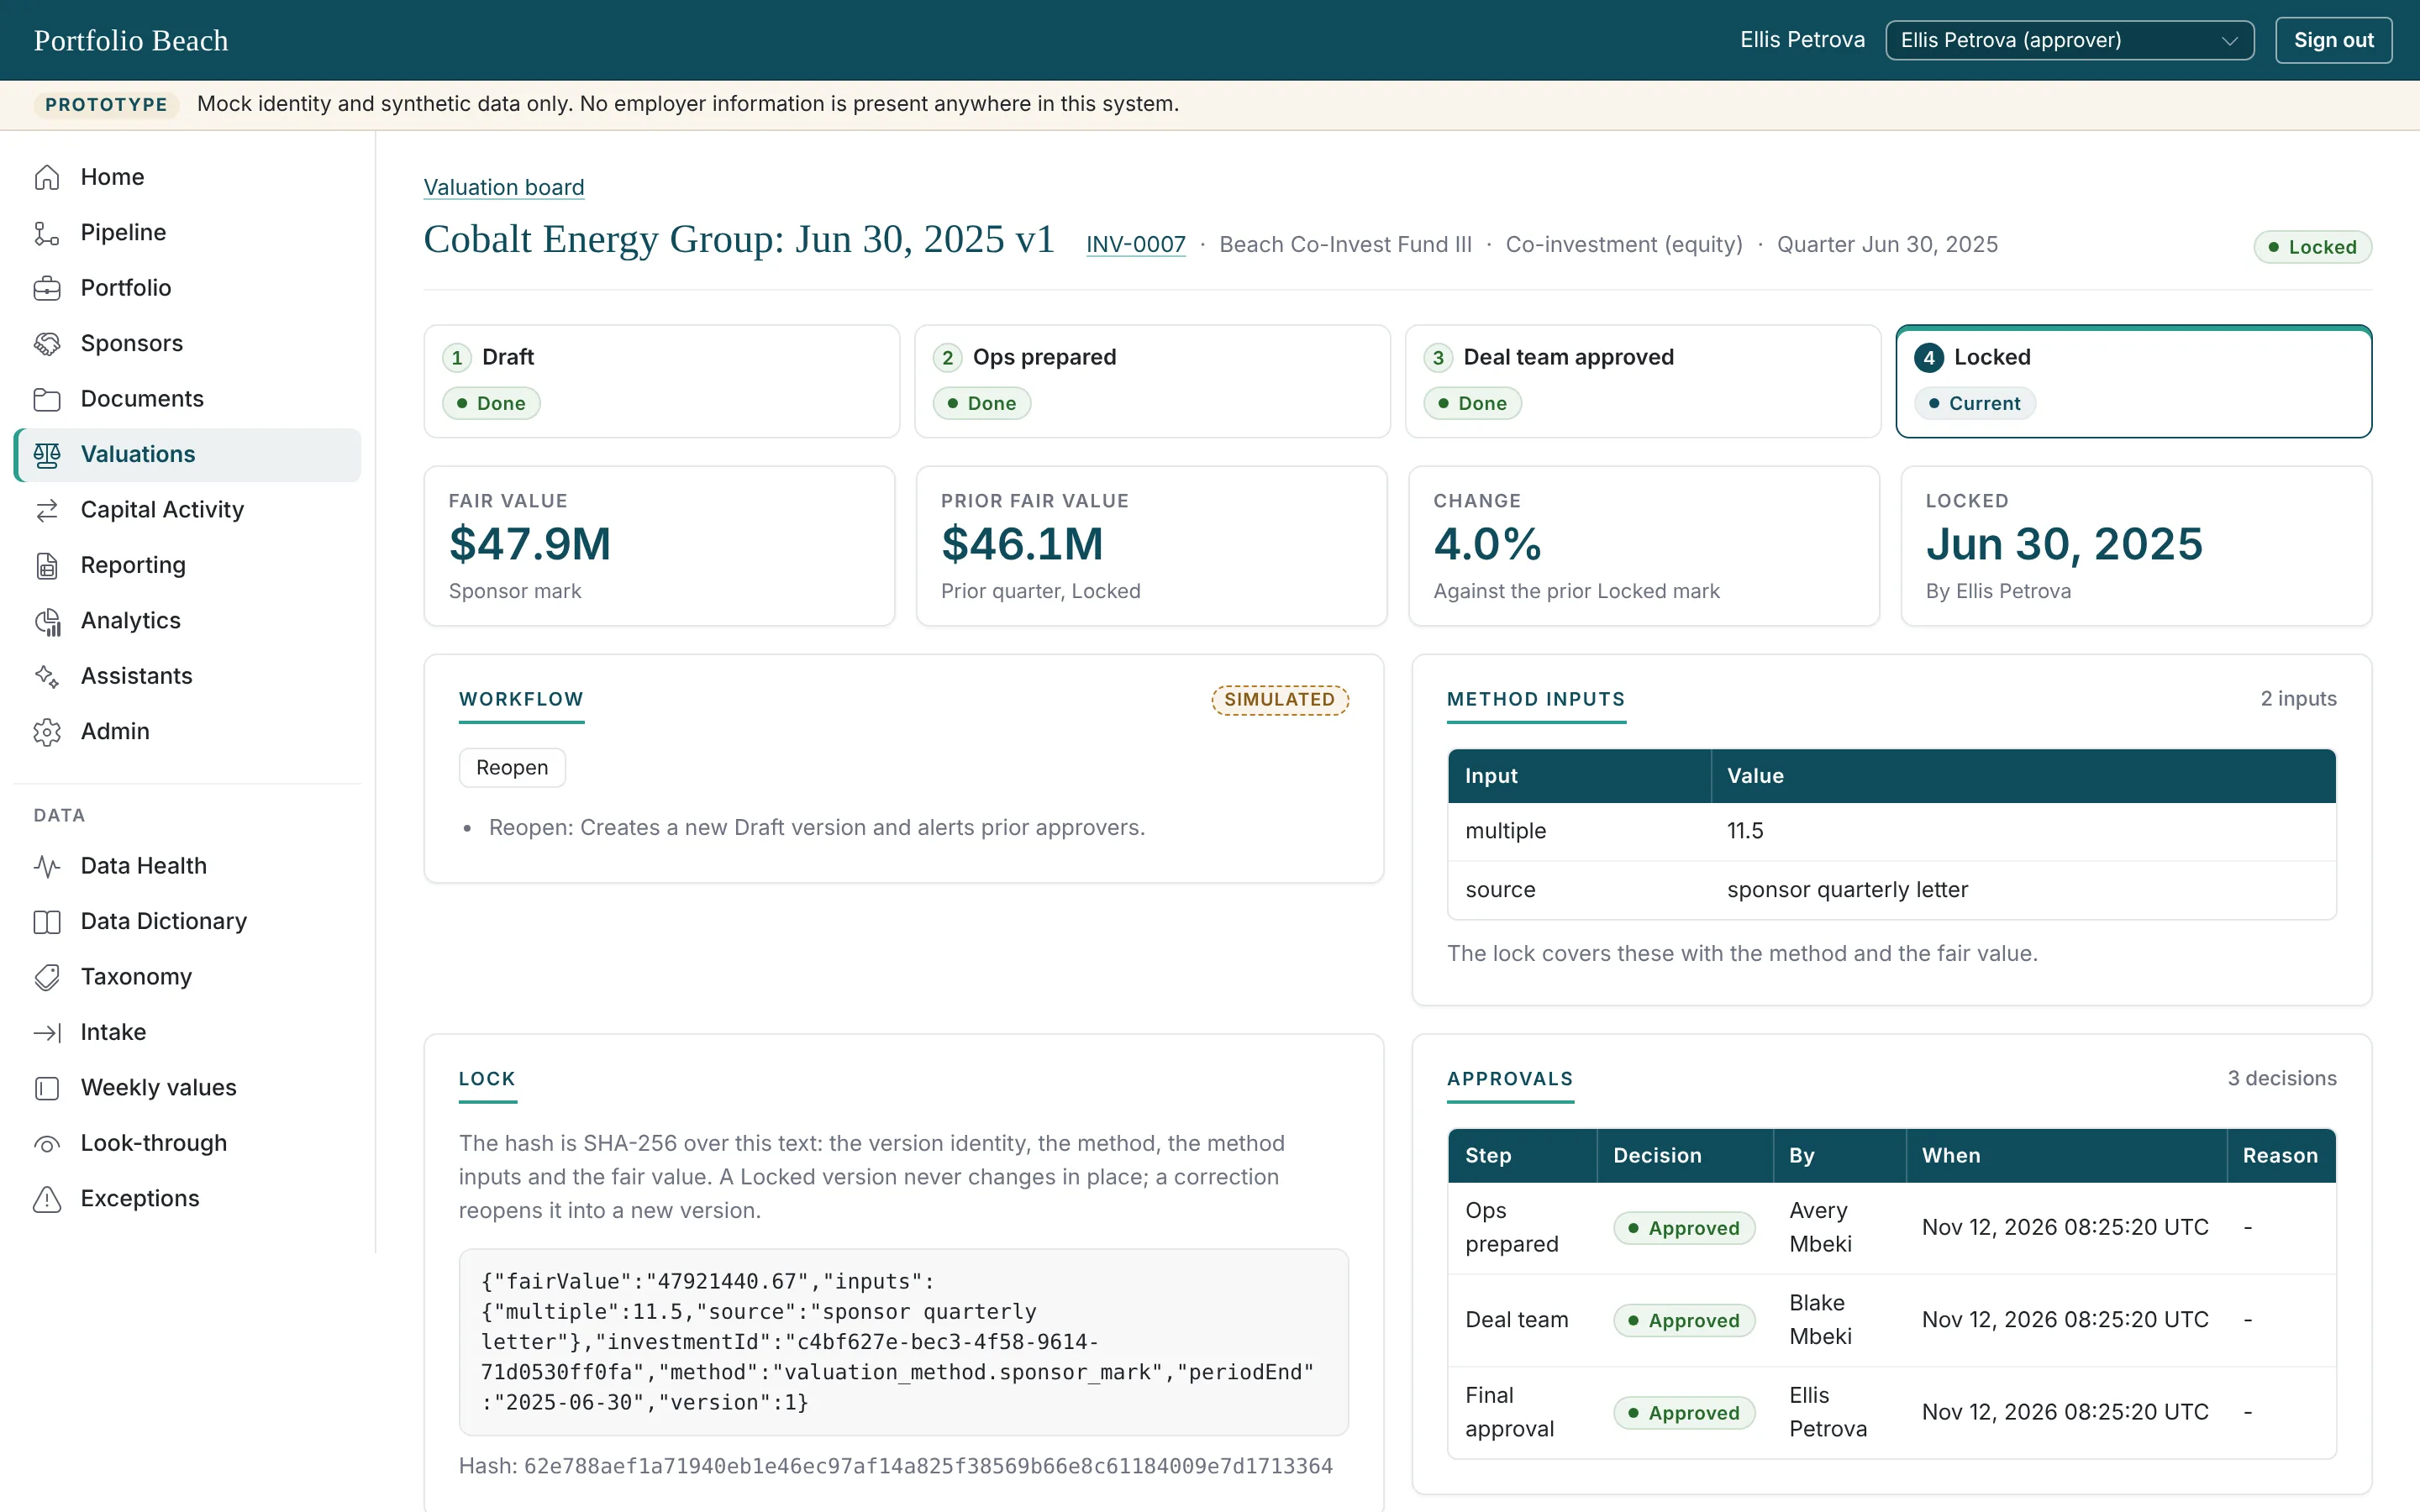 Portfolio Beach
Ellis Petrova
Ellis Petrova (approver)
Sign out
PROTOTYPE
Mock identity and synthetic data only. No employer information is present anywhere in this system.
Home
Pipeline
Portfolio
Sponsors
Documents
Valuations
Capital Activity
Reporting
Analytics
Assistants
Admin
DATA
Data Health
Data Dictionary
Taxonomy
Intake
Weekly values
Look-through
Exceptions
Valuation board
Cobalt Energy Group: Jun 30, 2025 v1
INV-0007 · Beach Co-Invest Fund III · Co-investment (equity) · Quarter Jun 30, 2025
Locked
1 Draft
Done
2 Ops prepared
Done
3 Deal team approved
Done
4 Locked
Current
FAIR VALUE
$47.9M
Sponsor mark
PRIOR FAIR VALUE
$46.1M
Prior quarter, Locked
CHANGE
4.0%
Against the prior Locked mark
LOCKED
Jun 30, 2025
By Ellis Petrova
WORKFLOW
SIMULATED
Reopen
• Reopen: Creates a new Draft version and alerts prior approvers.
METHOD INPUTS
2 inputs
Input Value
multiple 11.5
source sponsor quarterly letter
The lock covers these with the method and the fair value.
LOCK
The hash is SHA-256 over this text: the version identity, the method, the method
inputs and the fair value. A Locked version never changes in place; a correction
reopens it into a new version.
{"fairValue":"47921440.67","inputs":
{"multiple":11.5,"source":"sponsor quarterly
letter"},"investmentId":"c4bf627e-bec3-4f58-9614-
71d0530ff0fa","method":"valuation_method.sponsor_mark","periodEnd"
:"2025-06-30","version":1}
Hash: 62e788aef1a71940eb1e46ec97af14a825f38569b66e8c61184009e7d1713364
APPROVALS
3 decisions
Step Decision By When Reason
Ops
prepared
Approved
Avery
Mbeki
Nov 12, 2026 08:25:20 UTC
-
Deal team
Approved
Blake
Mbeki
Nov 12, 2026 08:25:20 UTC
-
Final
approval
Approved
Ellis
Petrova
Nov 12, 2026 08:25:20 UTC
-